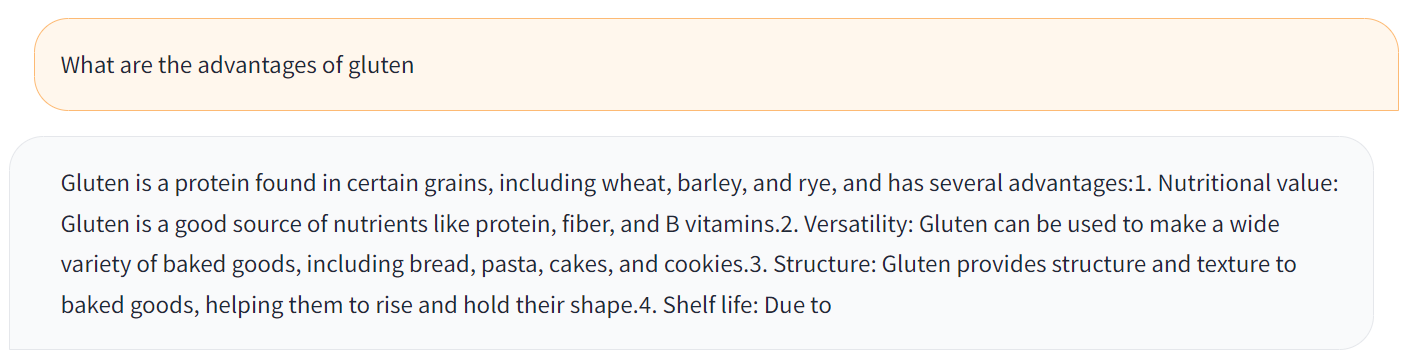 What are the advantages of gluten
Gluten is a protein found in certain grains, including wheat, barley, and rye, and has several advantages:1. Nutritional value:
Gluten is a good source of nutrients like protein, fiber, and B vitamins.2. Versatility: Gluten can be used to make a wide
variety of baked goods, including bread, pasta, cakes, and cookies.3. Structure: Gluten provides structure and texture to
baked goods, helping them to rise and hold their shape.4. Shelf life: Due to